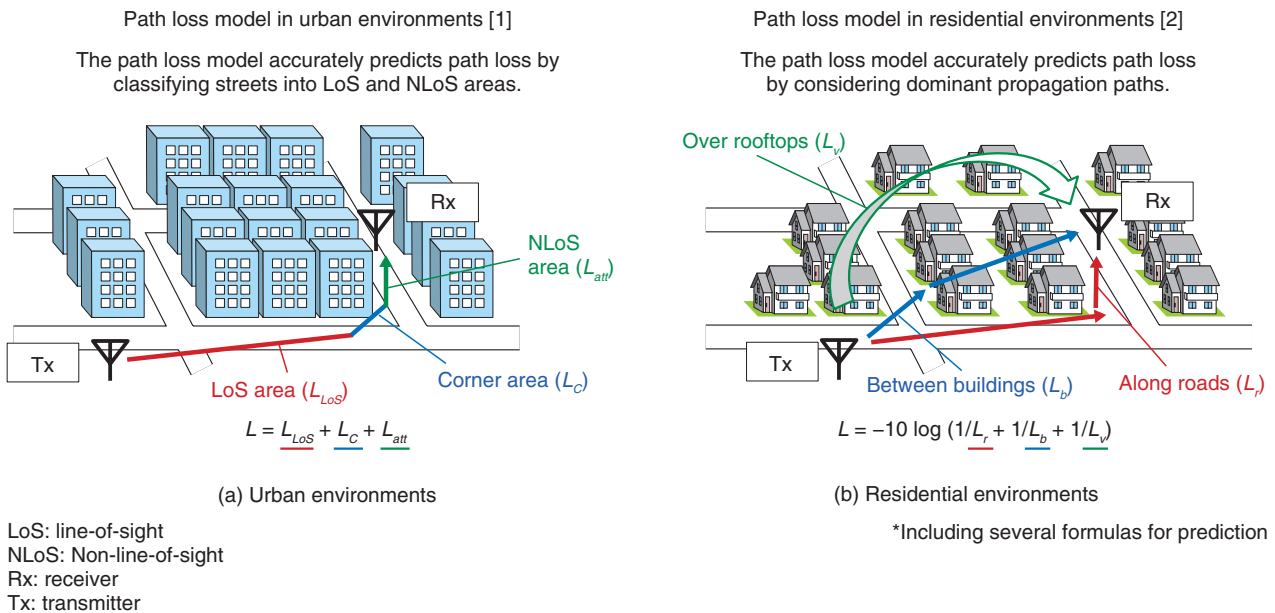 Path loss model in urban environments [1]
The path loss model accurately predicts path loss by
classifying streets into LoS and NLoS areas.
Rx
NLoS
area (L_att)
Tx
LoS area (L_LoS)
Corner area (L_C)
L = L_LoS + L_C + L_att
(a) Urban environments
Path loss model in residential environments [2]
The path loss model accurately predicts path loss
by considering dominant propagation paths.
Over rooftops (L_v)
Rx
Tx
Between buildings (L_b)
Along roads (L_r)
L = −10 log (1/L_r + 1/L_b + 1/L_v)
(b) Residential environments
*Including several formulas for prediction
LoS: line-of-sight
NLoS: Non-line-of-sight
Rx: receiver
Tx: transmitter